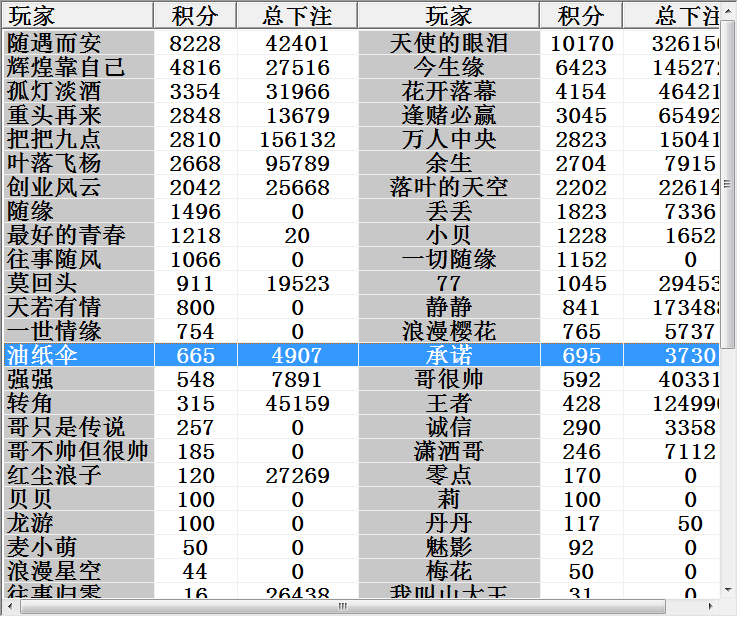 玩家 积分 总下注 玩家 积分 总下注
随遇而安 8228 42401 天使的眼泪 10170 32615
辉煌靠自己 4816 27516 今生缘 6423 14527
孤灯淡酒 3354 31966 花开落幕 4154 46421
重头再来 2848 13679 逢赌必赢 3045 65492
把把九点 2810 156132 万人中央 2823 15041
叶落飞杨 2668 95789 余生 2704 7915
创业风云 2042 25668 落叶的天空 2202 22614
随缘 1496 0 丢丢 1823 7336
最好的青春 1218 20 小贝 1228 1652
往事随风 1066 0 一切随缘 1152 0
莫回头 911 19523 77 1045 29453
天若有情 800 0 静静 841 17348
一世情缘 754 0 浪漫樱花 765 5737
油纸伞 665 4907 承诺 695 3730
强强 548 7891 哥很帅 592 40331
转角 315 45159 王者 428 12499
哥只是传说 257 0 诚信 290 3358
哥不帅但很帅 185 0 潇洒哥 246 7112
红尘浪子 120 27269 零点 170 0
贝贝 100 0 莉 100 0
龙游 100 0 丹丹 117 50
麦小萌 50 0 魅影 92 0
浪漫星空 44 0 梅花 50 0
往事归零 16 26438 我叫山大王 31 0